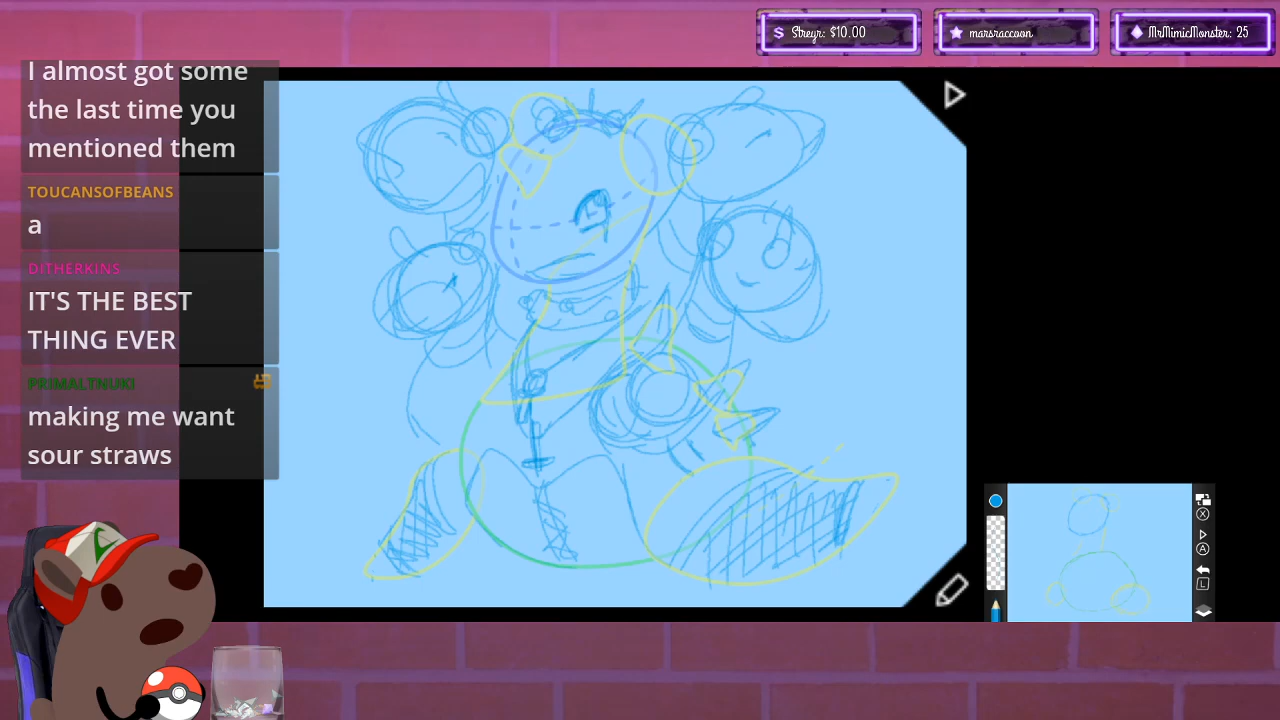 Streyr: $10.00
marsraccoon
MrMimicMonster: 25
I almost got some
the last time you
mentioned them
TOUCANSOFBEANS
a
DITHERKINS
IT'S THE BEST
THING EVER
PRIMALTNUKI
making me want
sour straws
X
A
L